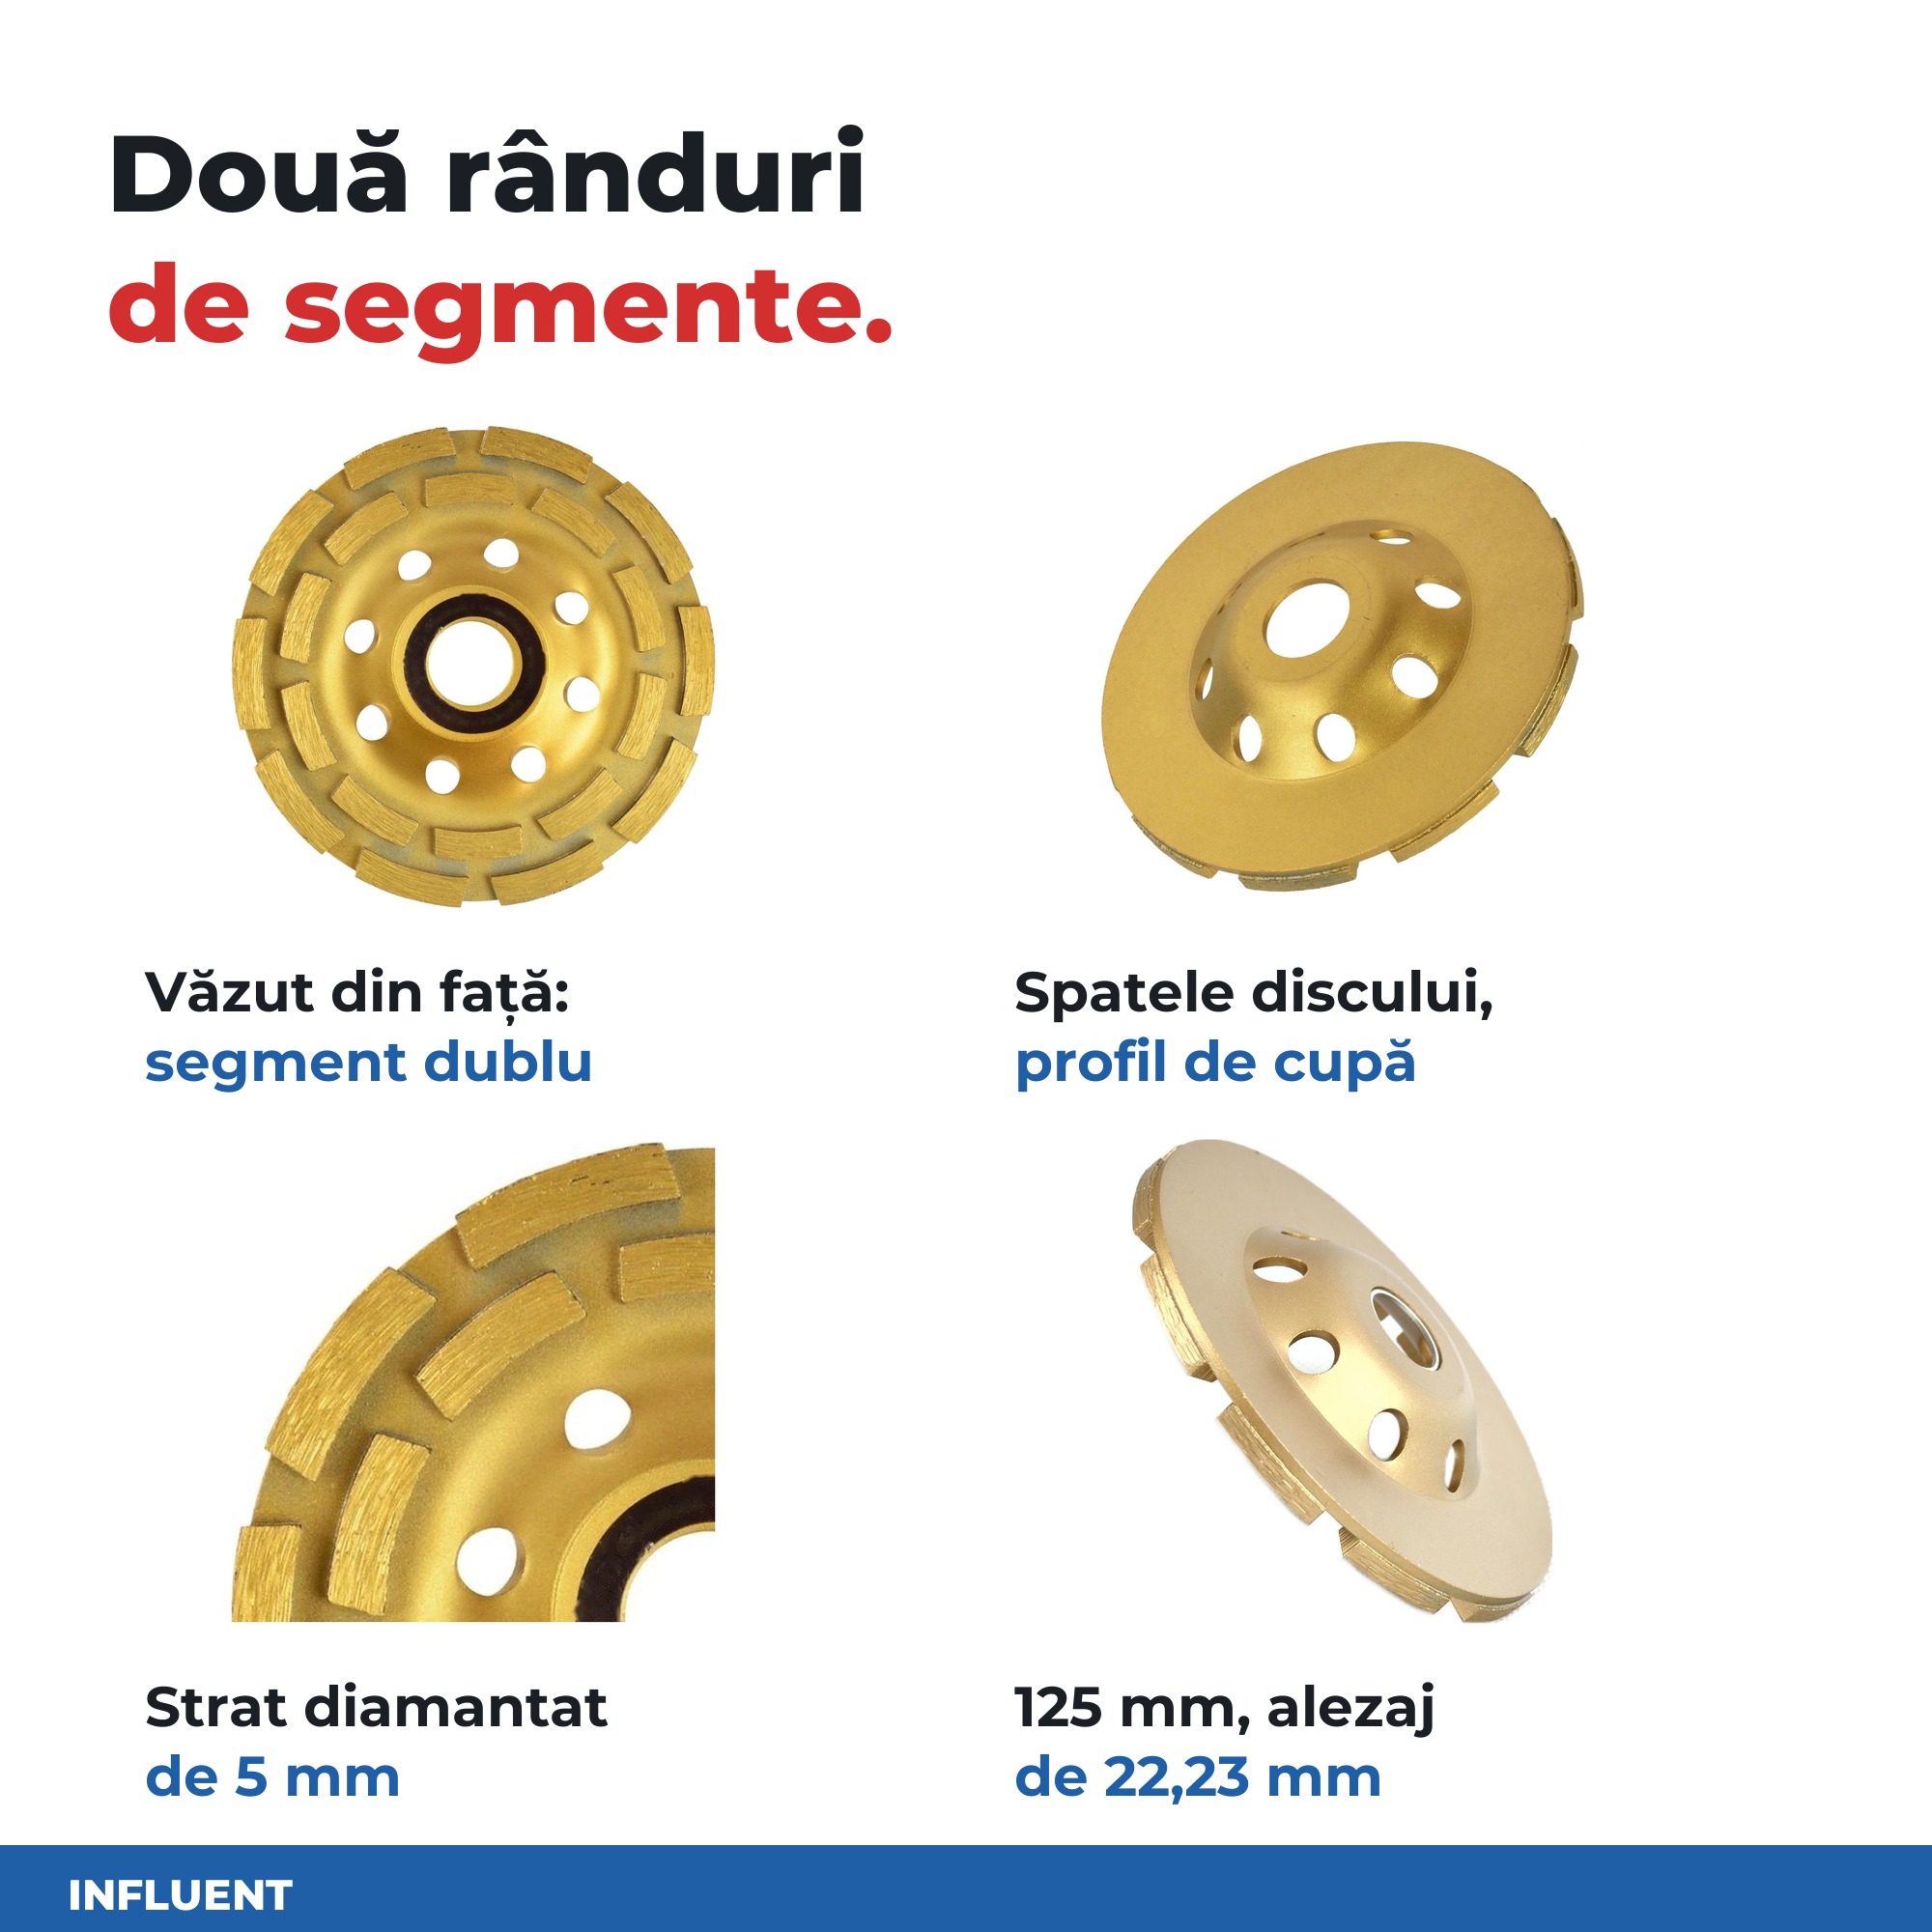 Două rânduri
de segmente.
Văzut din față:
segment dublu
Spatele discului,
profil de cupă
Strat diamantat
de 5 mm
125 mm, alezaj
de 22,23 mm
INFLUENT